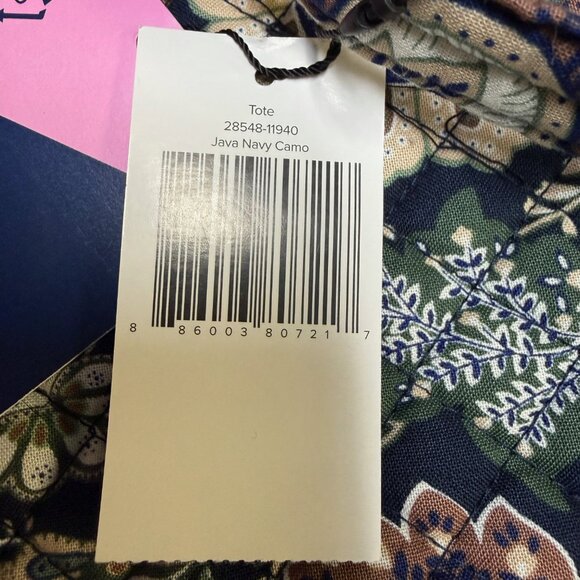 Tote
28548-11940
Java Navy Camo
8 86003 80721 7